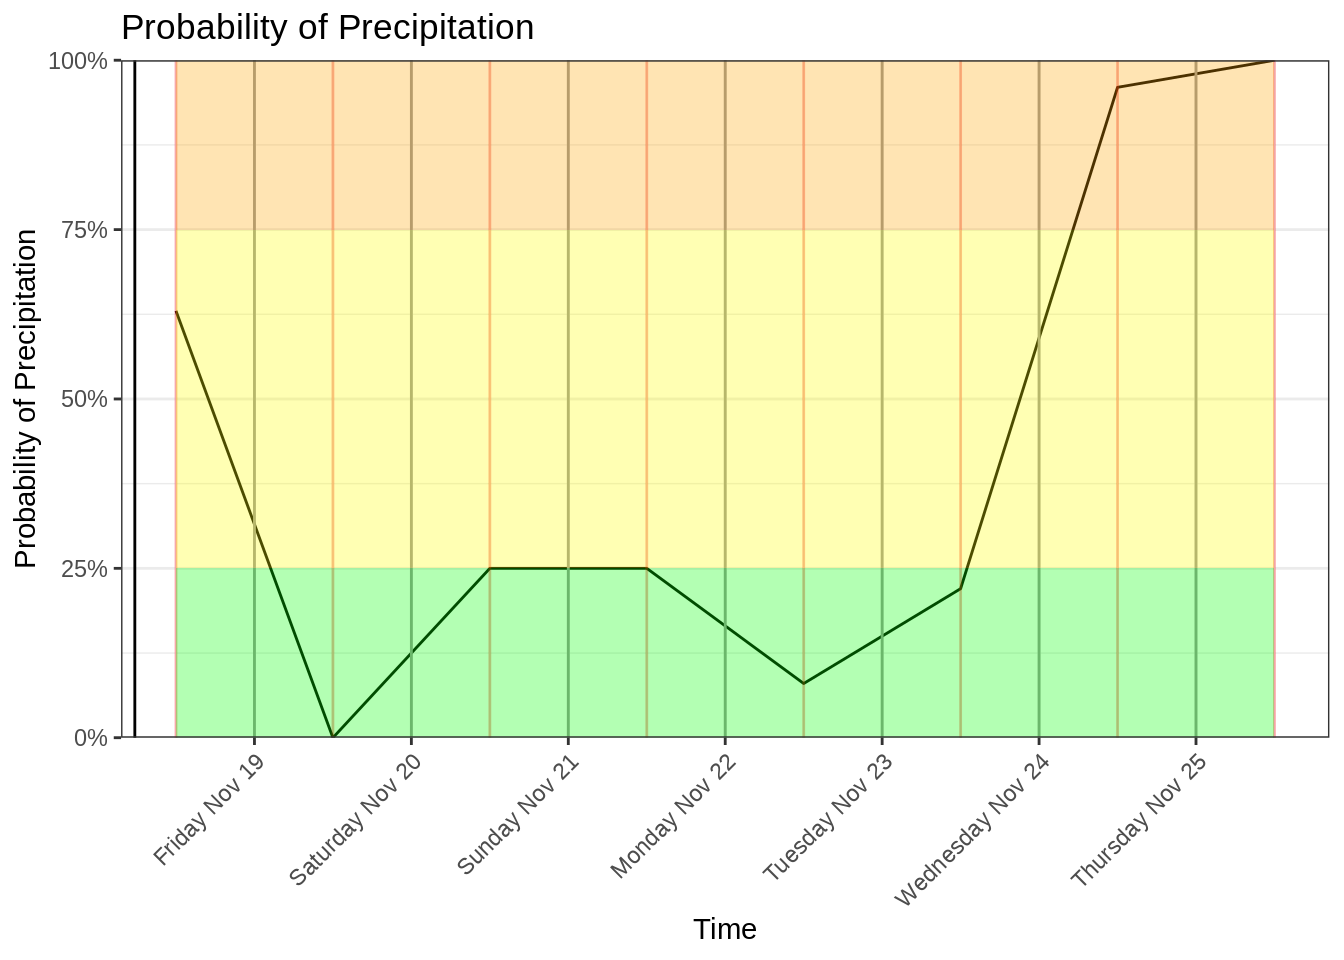 Probability of Precipitation
Probability of Precipitation
100%
75%
50%
25%
0%
Friday Nov 19
Saturday Nov 20
Sunday Nov 21
Monday Nov 22
Tuesday Nov 23
Wednesday Nov 24
Thursday Nov 25
Time